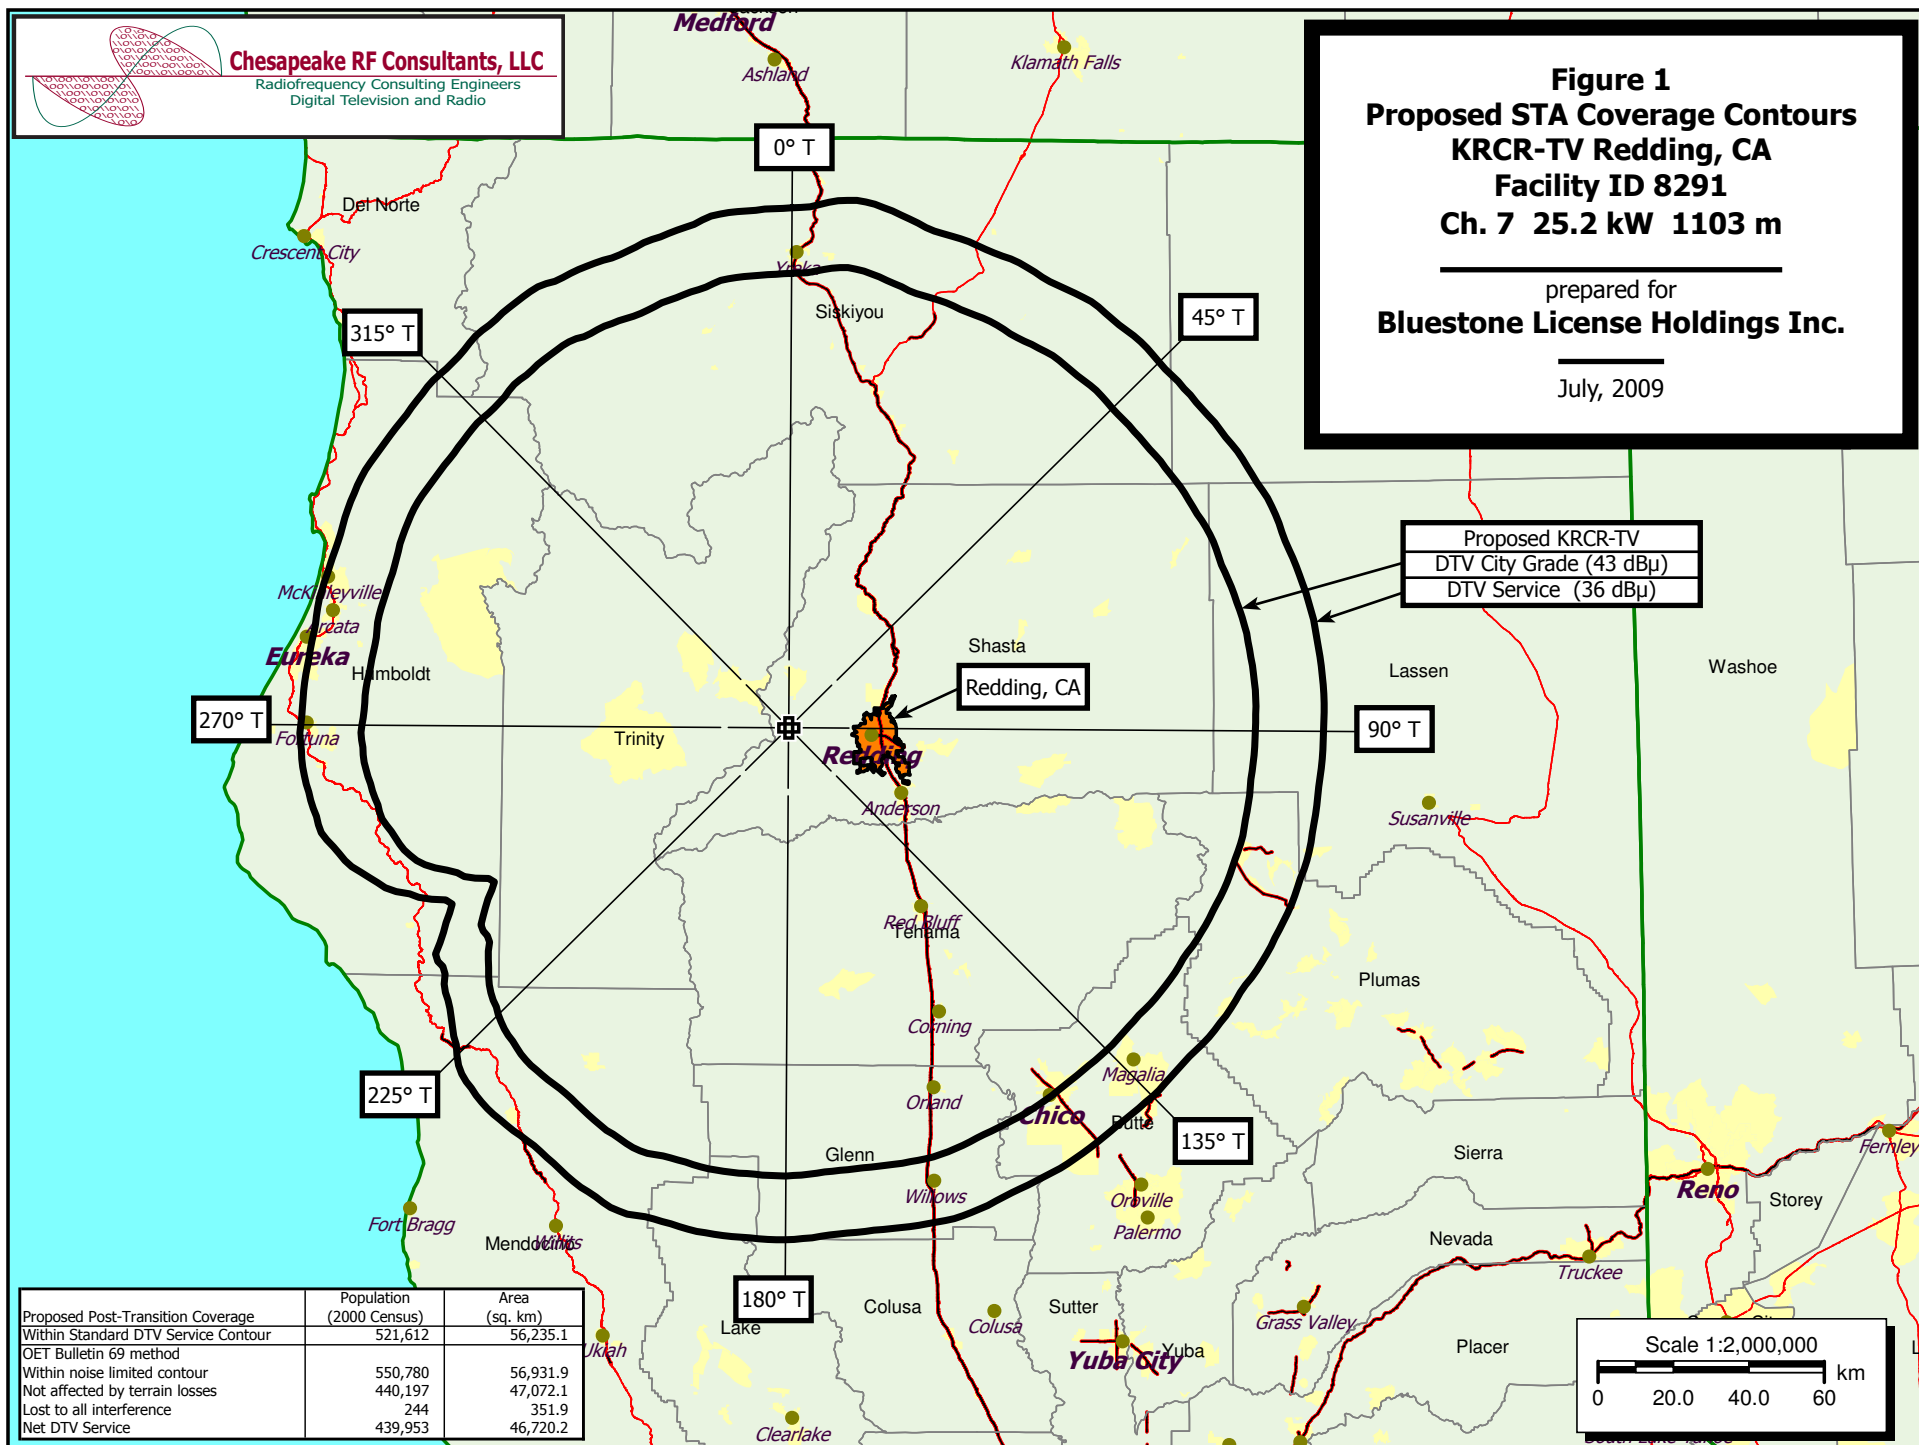 Chesapeake RF Consultants, LLC
Radiofrequency Consulting Engineers
Digital Television and Radio
Figure 1
Proposed STA Coverage Contours
KRCR-TV Redding, CA
Facility ID 8291
Ch. 7 25.2 kW 1103 m
prepared for
Bluestone License Holdings Inc.
July, 2009
Jackson
Medford
Ashland
Klamath Falls
0° T
Del Norte
Crescent City
Yreka
Siskiyou
315° T
45° T
Proposed KRCR-TV
DTV City Grade (43 dBµ)
DTV Service (36 dBµ)
McKinleyville
Arcata
Eureka
Humboldt
Shasta
Lassen
Washoe
Redding, CA
270° T
Fortuna
Trinity
Redding
90° T
Anderson
Susanville
Red Bluff
Tehama
Plumas
Corning
Magalia
Orland
Chico
Butte
225° T
135° T
Glenn
Sierra
Fernley
Willows
Oroville
Palermo
Reno
Storey
Fort Bragg
Mendocino
Willits
Nevada
Truckee
180° T
Colusa
Colusa
Sutter
Grass Valley
Lake
Ukiah
Yuba City
Yuba
Placer
Clearlake
South Lake Tahoe
Proposed Post-Transition Coverage Population (2000 Census) Area (sq. km)
Within Standard DTV Service Contour 521,612 56,235.1
OET Bulletin 69 method
Within noise limited contour 550,780 56,931.9
Not affected by terrain losses 440,197 47,072.1
Lost to all interference 244 351.9
Net DTV Service 439,953 46,720.2
Scale 1:2,000,000
km
0 20.0 40.0 60